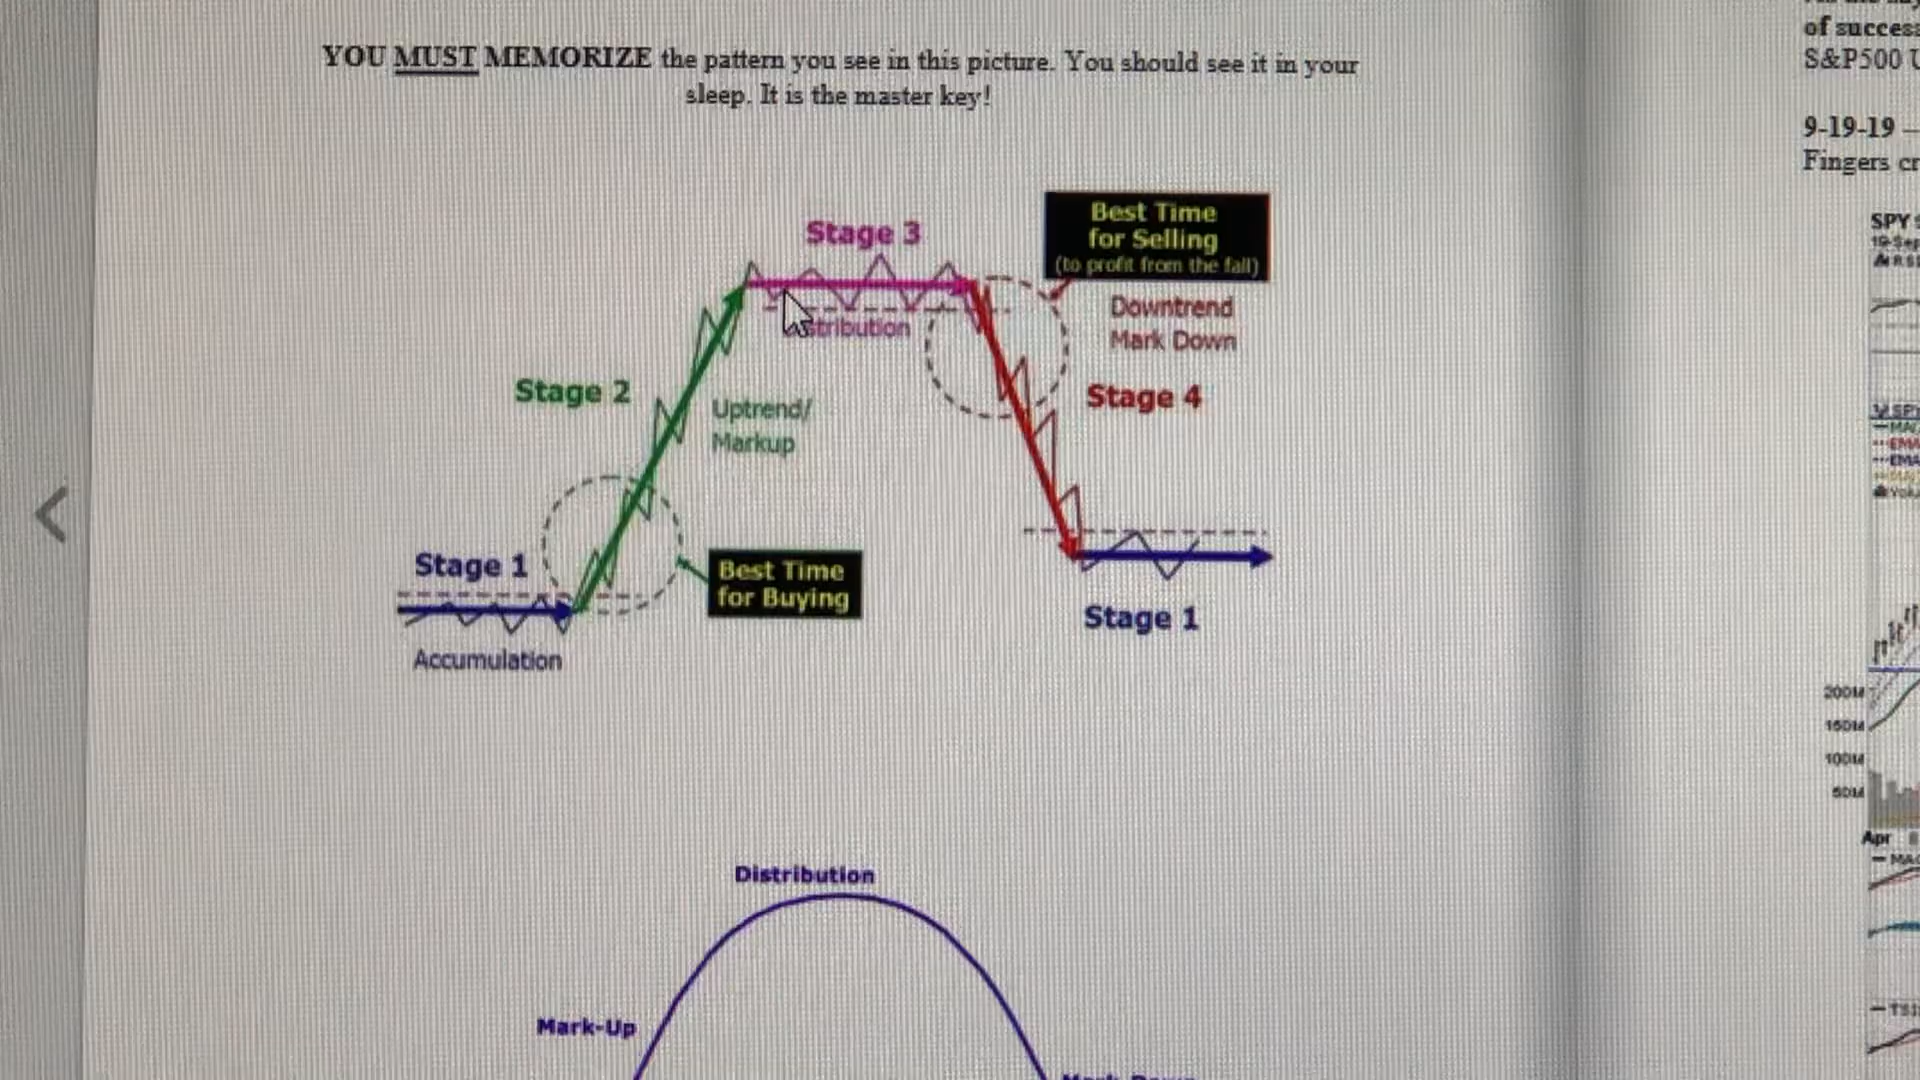 YOU MUST MEMORIZE the pattern you see in this picture. You should see it in your
sleep. It is the master key!
Stage 3
Best Time
for Selling
(to profit from the fall)
Downtrend
Mark Down
Stage 4
Stage 2
Uptrend/
Markup
Stage 1
Best Time
for Buying
Accumulation
Stage 1
Distribution
Mark-Up
of success
S&P500
9-19-19 —
Fingers
SPY
200M
150M
100M
50M
Apr